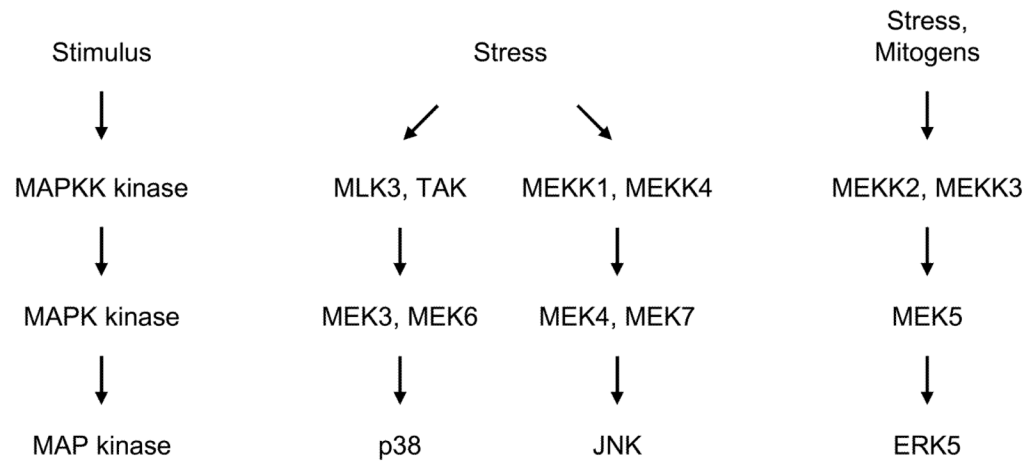 Stimulus
Stress
Stress,
Mitogens
MAPKK kinase
MLK3, TAK
MEKK1, MEKK4
MEKK2, MEKK3
MAPK kinase
MEK3, MEK6
MEK4, MEK7
MEK5
MAP kinase
p38
JNK
ERK5